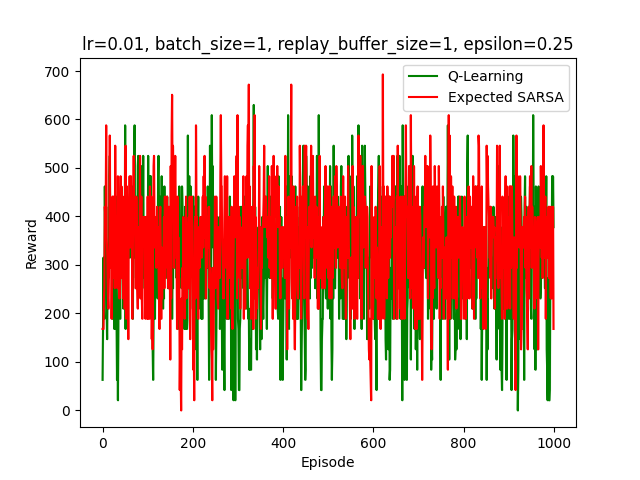 lr=0.01, batch_size=1, replay_buffer_size=1, epsilon=0.25
Q-Learning
Expected SARSA
700
600
500
400
300
200
100
0
Reward
0 200 400 600 800 1000
Episode